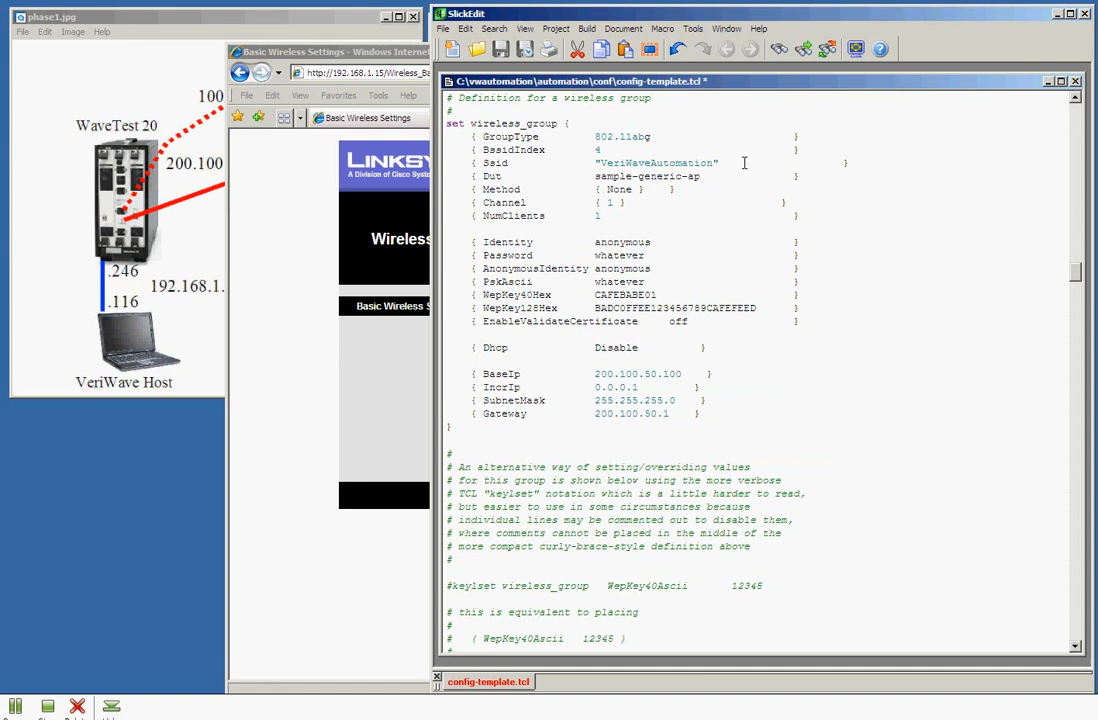 phase1.jpg
File Edit Image Help
100
WaveTest 20
200.100
.246
192.168.1.
.116
VeriWave Host
Basic Wireless Settings - Windows Internet
http://192.168.1.15/Wireless_Ba
File Edit View Favorites Tools Help
Basic Wireless Settings
LINKSY
A Division of Cisco Syste
Wireless
Basic Wireless S
SlickEdit
File Edit Search View Project Build Document Macro Tools Window Help
C:\vwautomation\automation\conf\config-template.tcl *
# Definition for a wireless group
#
set wireless_group {
{ GroupType 802.11abg }
{ BssidIndex 4 }
{ Ssid "VeriWaveAutomation" }
{ Dut sample-generic-ap }
{ Method { None } }
{ Channel { 1 } }
{ NumClients 1 }
{ Identity anonymous }
{ Password whatever }
{ AnonymousIdentity anonymous }
{ PskAscii whatever }
{ WepKey40Hex CAFEBABE01 }
{ WepKey128Hex BADC0FFEE123456789CAFEFEED }
{ EnableValidateCertificate off }
{ Dhcp Disable }
{ BaseIp 200.100.50.100 }
{ IncrIp 0.0.0.1 }
{ SubnetMask 255.255.255.0 }
{ Gateway 200.100.50.1 }
}
#
# An alternative way of setting/overriding values
# for this group is shown below using the more verbose
# TCL "keylset" notation which is a little harder to read,
# but easier to use in some circumstances because
# individual lines may be commented out to disable them,
# where comments cannot be placed in the middle of the
# more compact curly-brace-style definition above
#
#keylset wireless_group WepKey40Ascii 12345
# this is equivalent to placing
#
# { WepKey40Ascii 12345 }
#
config-template.tcl